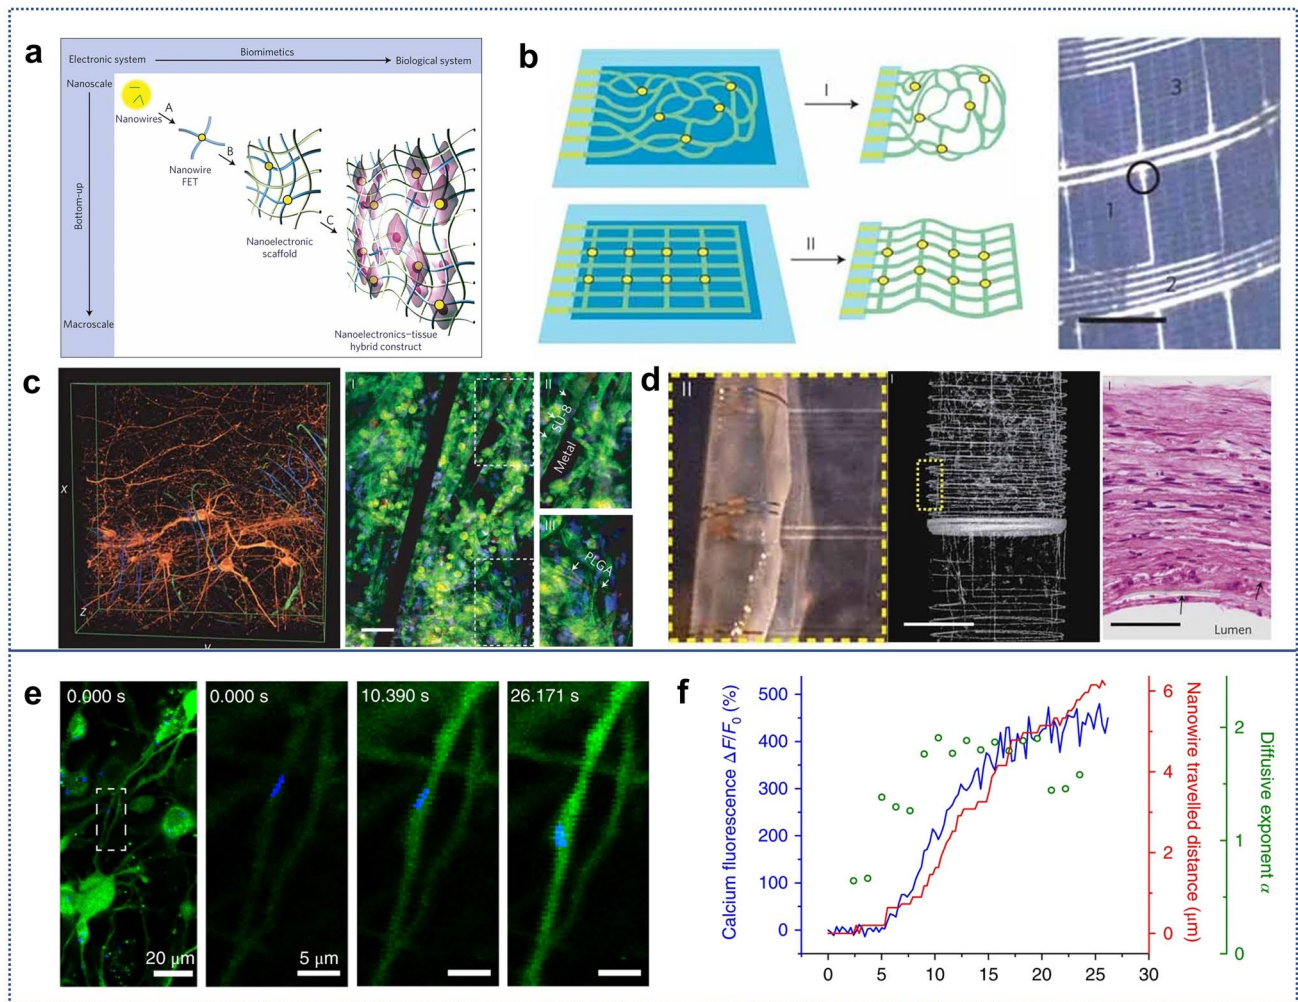 a
Biomimetics
Electronic system
Biological system
Nanoscale
Bottom-up
Macroscale
Nanowires
A
Nanowire
FET
B
Nanoelectronic
scaffold
C
Nanoelectronics–tissue
hybrid construct
b
I
II
3
1
2
c
x
z
y
I
II
SU-8
Metal
III
PLGA
d
II
I
I
Lumen
e
0.000 s
20 μm
0.000 s
5 μm
10.390 s
26.171 s
f
Calcium fluorescence ΔF/F0 (%)
500
400
300
200
100
0
0
5
10
15
20
25
30
6
4
2
0
Nanowire travelled distance (μm)
2
1
0
Diffusive exponent α